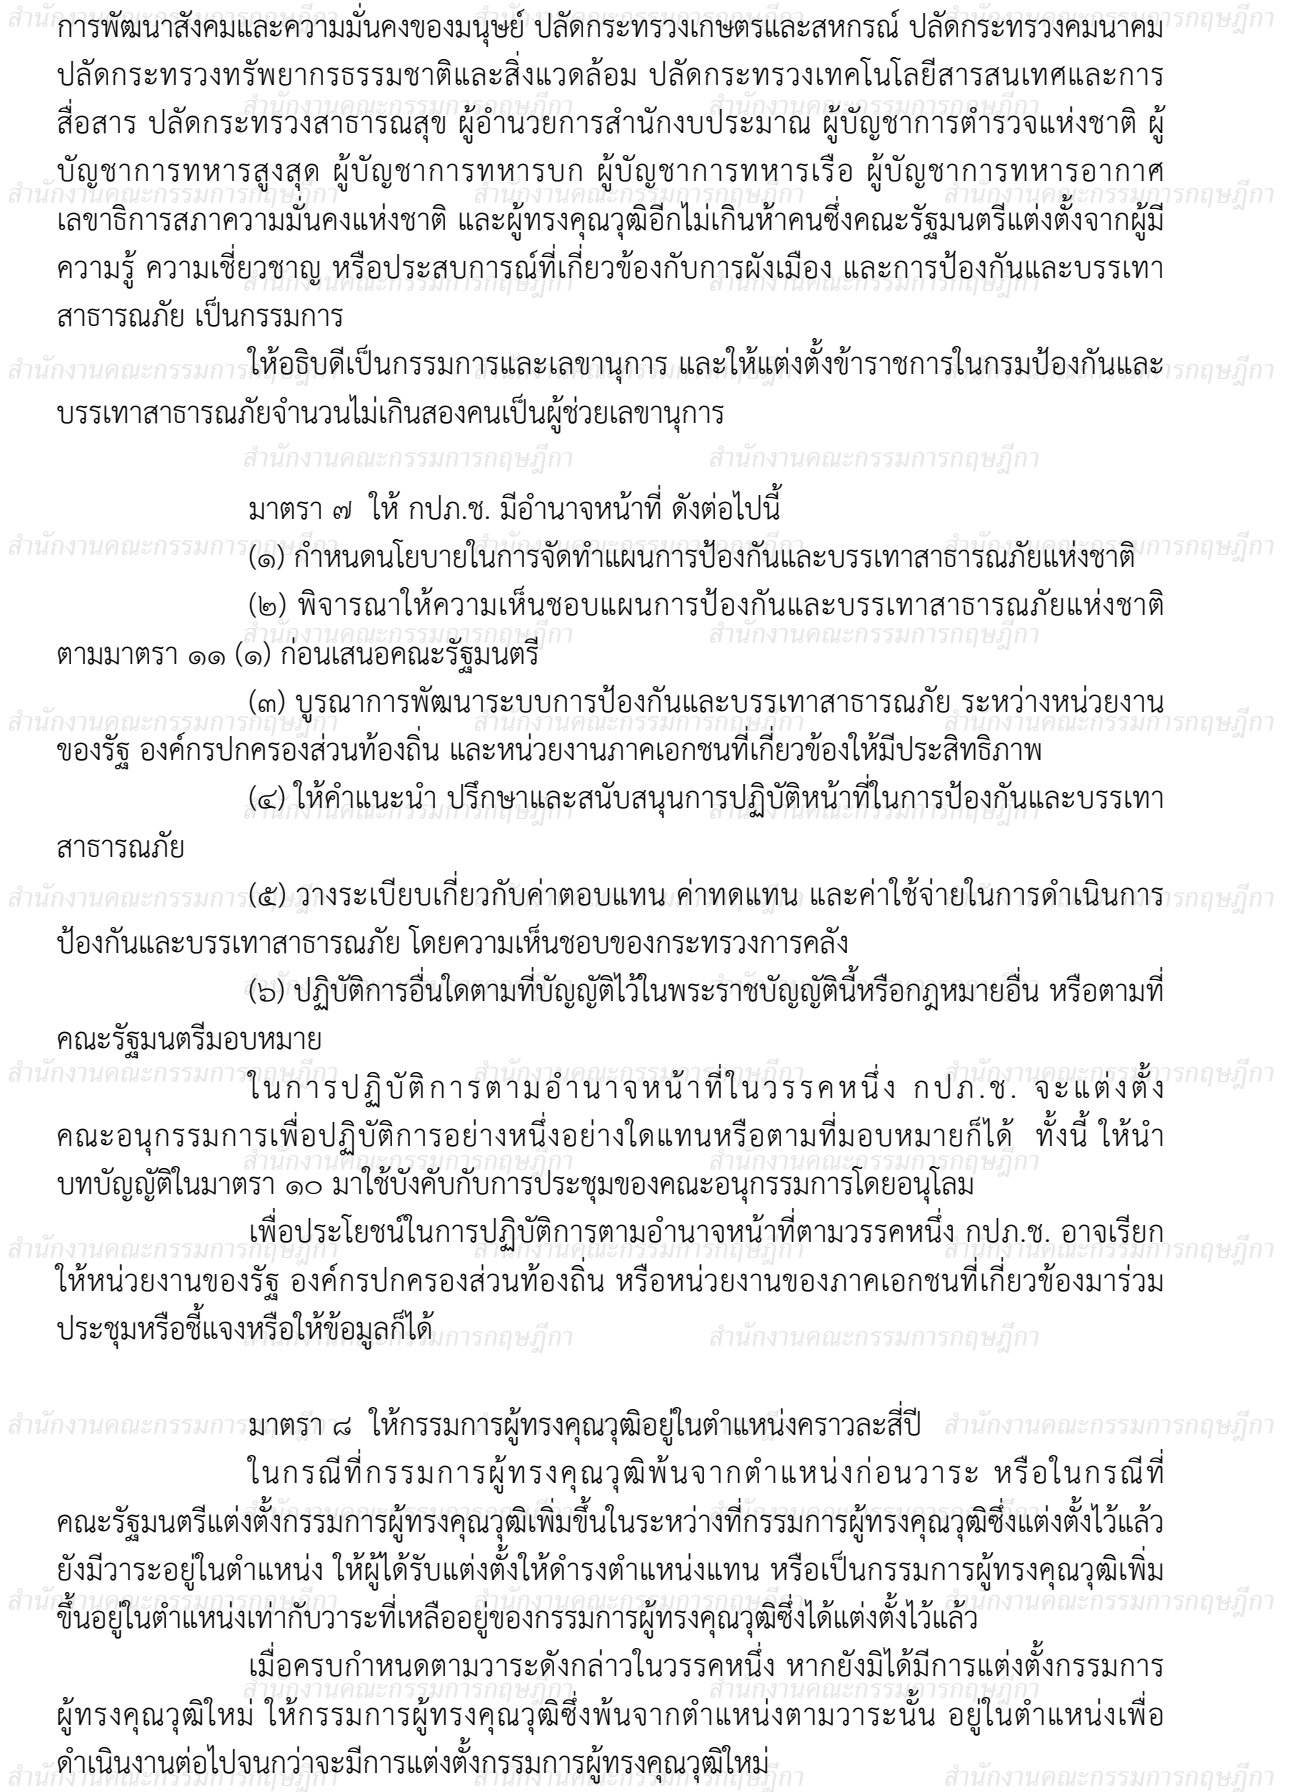 การพัฒนาสังคมและความมั่นคงของมนุษย์ ปลัดกระทรวงเกษตรและสหกรณ์ ปลัดกระทรวงคมนาคม
ปลัดกระทรวงทรัพยากรธรรมชาติและสิ่งแวดล้อม ปลัดกระทรวงเทคโนโลยีสารสนเทศและการ
สื่อสาร ปลัดกระทรวงสาธารณสุข ผู้อำนวยการสำนักงบประมาณ ผู้บัญชาการตำรวจแห่งชาติ ผู้
บัญชาการทหารสูงสุด ผู้บัญชาการทหารบก ผู้บัญชาการทหารเรือ ผู้บัญชาการทหารอากาศ
เลขาธิการสภาความมั่นคงแห่งชาติ และผู้ทรงคุณวุฒิอีกไม่เกินห้าคนซึ่งคณะรัฐมนตรีแต่งตั้งจากผู้มี
ความรู้ ความเชี่ยวชาญ หรือประสบการณ์ที่เกี่ยวข้องกับการผังเมือง และการป้องกันและบรรเทา
สาธารณภัย เป็นกรรมการ
ให้อธิบดีเป็นกรรมการและเลขานุการ และให้แต่งตั้งข้าราชการในกรมป้องกันและ
บรรเทาสาธารณภัยจำนวนไม่เกินสองคนเป็นผู้ช่วยเลขานุการ
มาตรา ๗ ให้ กปภ.ช. มีอำนาจหน้าที่ ดังต่อไปนี้
(๑) กำหนดนโยบายในการจัดทำแผนการป้องกันและบรรเทาสาธารณภัยแห่งชาติ
(๒) พิจารณาให้ความเห็นชอบแผนการป้องกันและบรรเทาสาธารณภัยแห่งชาติ
ตามมาตรา ๑๑ (๑) ก่อนเสนอคณะรัฐมนตรี
(๓) บูรณาการพัฒนาระบบการป้องกันและบรรเทาสาธารณภัย ระหว่างหน่วยงาน
ของรัฐ องค์กรปกครองส่วนท้องถิ่น และหน่วยงานภาคเอกชนที่เกี่ยวข้องให้มีประสิทธิภาพ
(๔) ให้คำแนะนำ ปรึกษาและสนับสนุนการปฏิบัติหน้าที่ในการป้องกันและบรรเทา
สาธารณภัย
(๕) วางระเบียบเกี่ยวกับค่าตอบแทน ค่าทดแทน และค่าใช้จ่ายในการดำเนินการ
ป้องกันและบรรเทาสาธารณภัย โดยความเห็นชอบของกระทรวงการคลัง
(๖) ปฏิบัติการอื่นใดตามที่บัญญัติไว้ในพระราชบัญญัตินี้หรือกฎหมายอื่น หรือตามที่
คณะรัฐมนตรีมอบหมาย
ในการปฏิบัติการตามอำนาจหน้าที่ในวรรคหนึ่ง กปภ.ช. จะแต่งตั้ง
คณะอนุกรรมการเพื่อปฏิบัติการอย่างหนึ่งอย่างใดแทนหรือตามที่มอบหมายก็ได้ ทั้งนี้ ให้นำ
บทบัญญัติในมาตรา ๑๐ มาใช้บังคับกับการประชุมของคณะอนุกรรมการโดยอนุโลม
เพื่อประโยชน์ในการปฏิบัติการตามอำนาจหน้าที่ตามวรรคหนึ่ง กปภ.ช. อาจเรียก
ให้หน่วยงานของรัฐ องค์กรปกครองส่วนท้องถิ่น หรือหน่วยงานของภาคเอกชนที่เกี่ยวข้องมาร่วม
ประชุมหรือชี้แจงหรือให้ข้อมูลก็ได้
มาตรา ๘ ให้กรรมการผู้ทรงคุณวุฒิอยู่ในตำแหน่งคราวละสี่ปี
ในกรณีที่กรรมการผู้ทรงคุณวุฒิพ้นจากตำแหน่งก่อนวาระ หรือในกรณีที่
คณะรัฐมนตรีแต่งตั้งกรรมการผู้ทรงคุณวุฒิเพิ่มขึ้นในระหว่างที่กรรมการผู้ทรงคุณวุฒิซึ่งแต่งตั้งไว้แล้ว
ยังมีวาระอยู่ในตำแหน่ง ให้ผู้ได้รับแต่งตั้งให้ดำรงตำแหน่งแทน หรือเป็นกรรมการผู้ทรงคุณวุฒิเพิ่ม
ขึ้นอยู่ในตำแหน่งเท่ากับวาระที่เหลืออยู่ของกรรมการผู้ทรงคุณวุฒิซึ่งได้แต่งตั้งไว้แล้ว
เมื่อครบกำหนดตามวาระดังกล่าวในวรรคหนึ่ง หากยังมิได้มีการแต่งตั้งกรรมการ
ผู้ทรงคุณวุฒิใหม่ ให้กรรมการผู้ทรงคุณวุฒิซึ่งพ้นจากตำแหน่งตามวาระนั้น อยู่ในตำแหน่งเพื่อ
ดำเนินงานต่อไปจนกว่าจะมีการแต่งตั้งกรรมการผู้ทรงคุณวุฒิใหม่